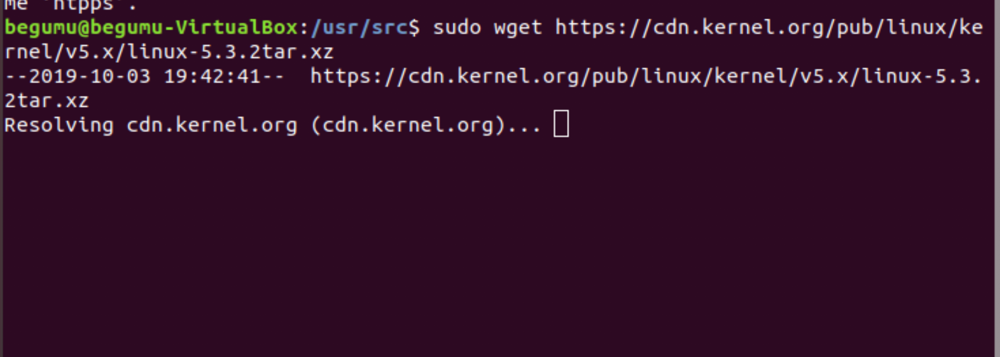 me 'htpps'.
begumu@begumu-VirtualBox:/usr/src$ sudo wget https://cdn.kernel.org/pub/linux/ke
rnel/v5.x/linux-5.3.2tar.xz
--2019-10-03 19:42:41--  https://cdn.kernel.org/pub/linux/kernel/v5.x/linux-5.3.
2tar.xz
Resolving cdn.kernel.org (cdn.kernel.org)...